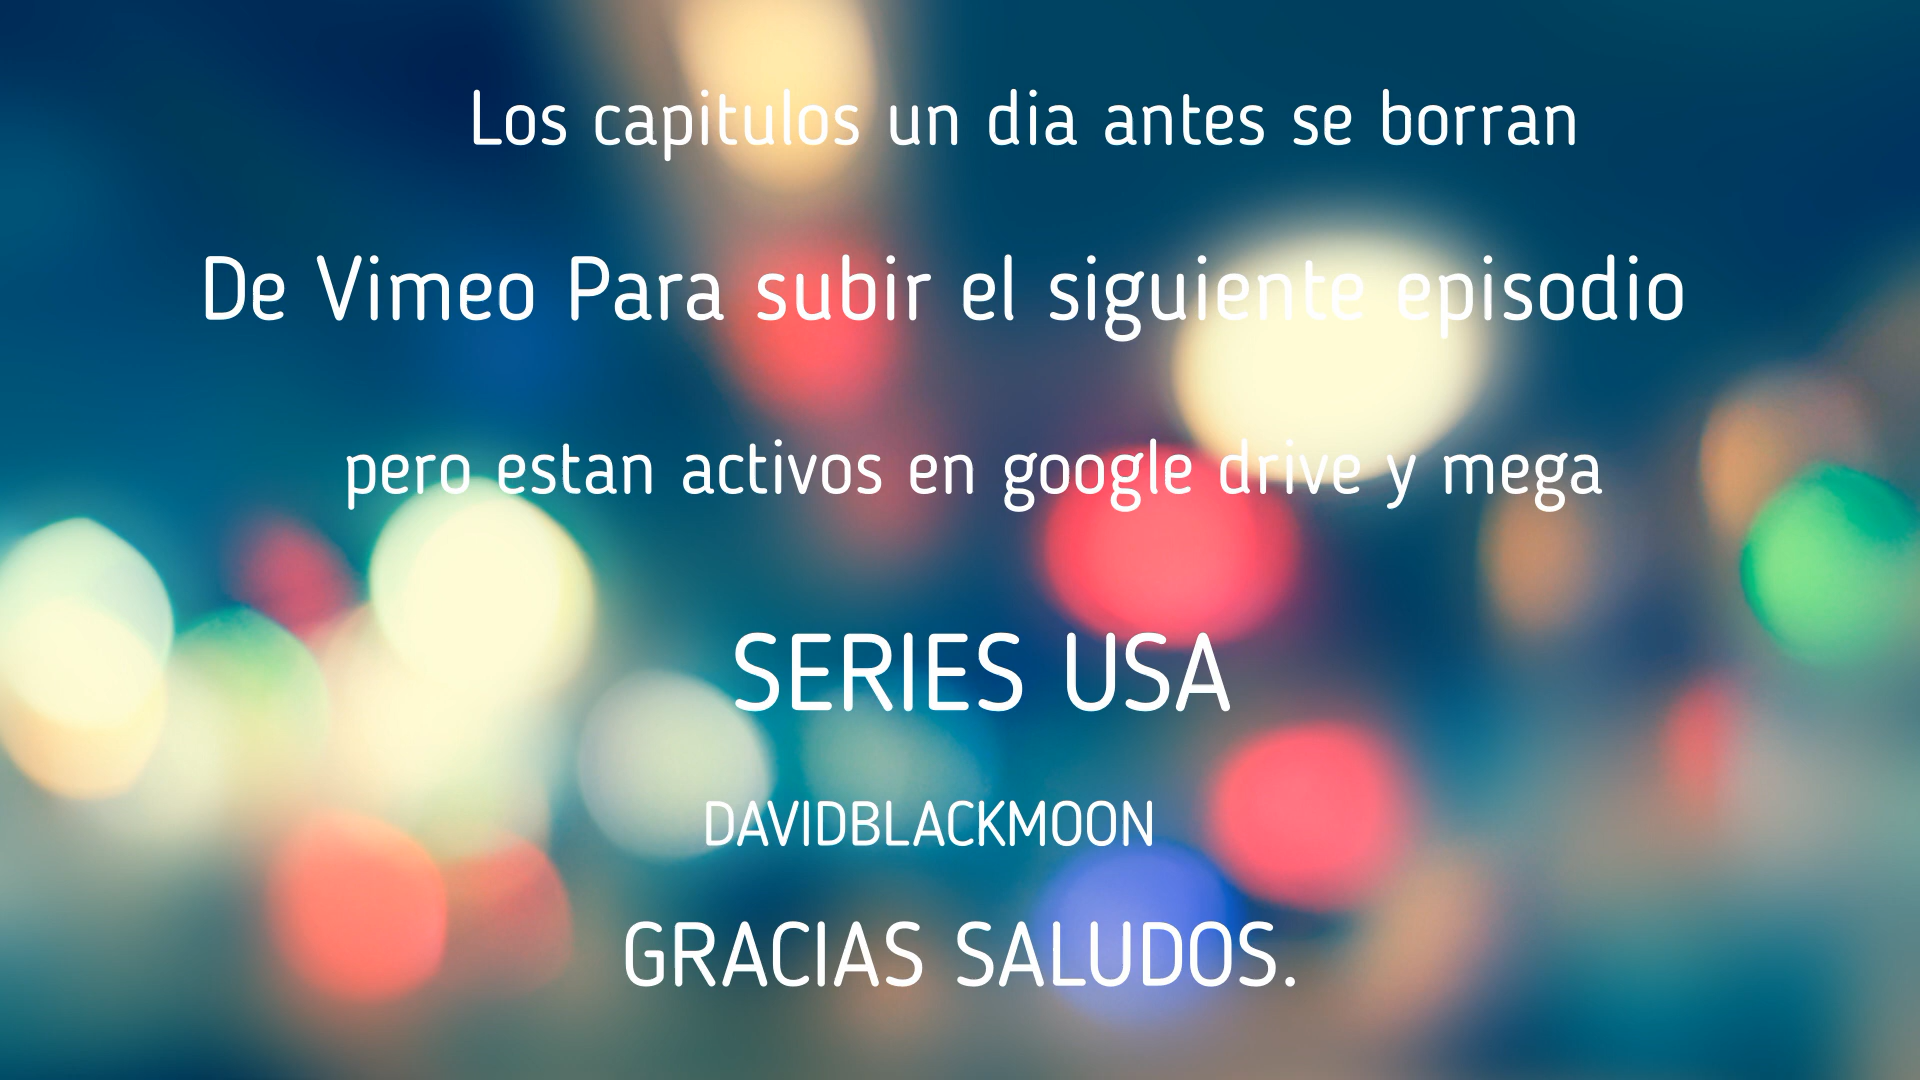 Los capitulos un dia antes se borran
De Vimeo Para subir el siguiente episodio
pero estan activos en google drive y mega
SERIES USA
DAVIDBLACKMOON
GRACIAS SALUDOS.